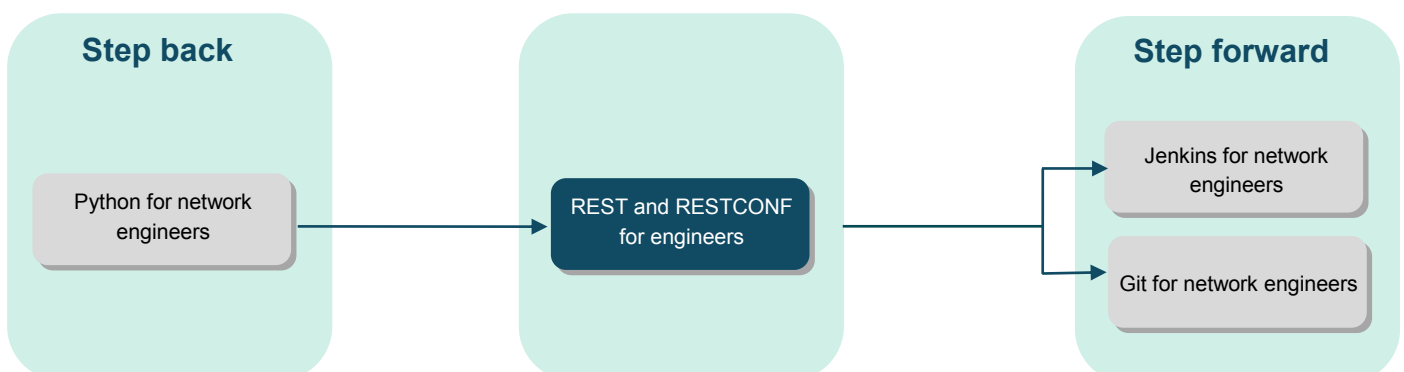 Step back
Python for network
engineers
REST and RESTCONF
for engineers
Step forward
Jenkins for network
engineers
Git for network engineers